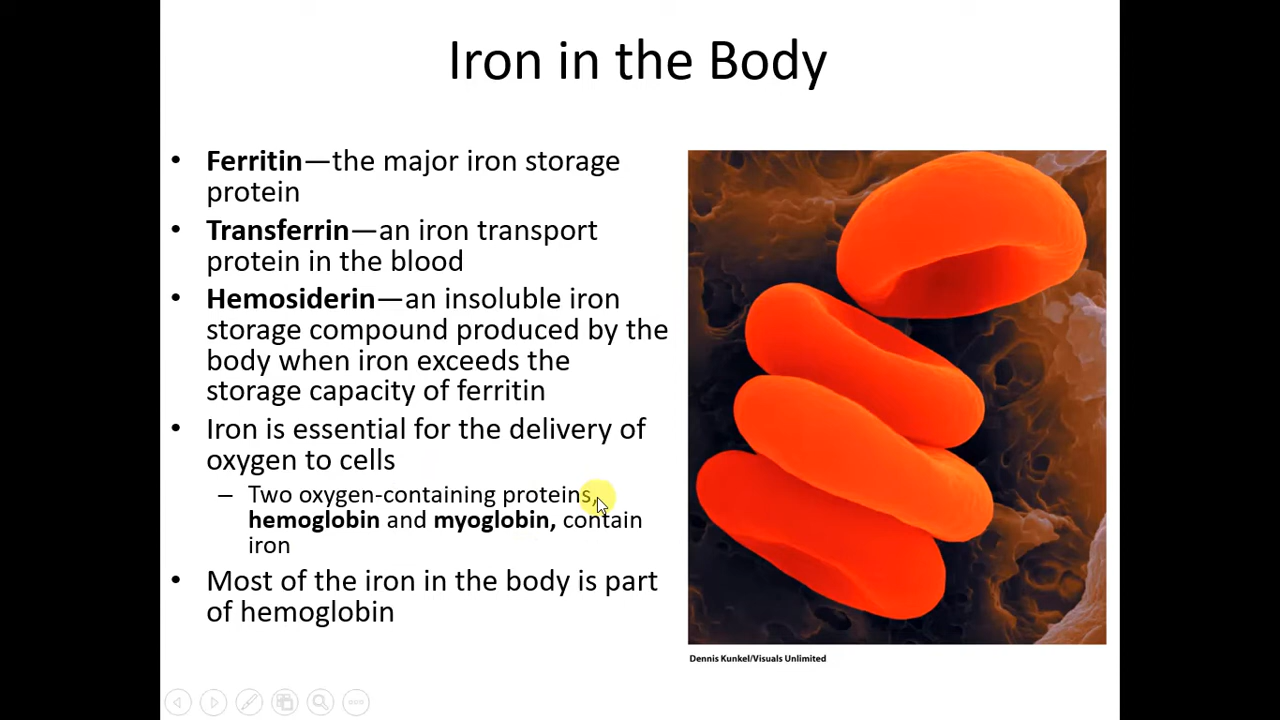 Iron in the Body
• Ferritin—the major iron storage
protein
• Transferrin—an iron transport
protein in the blood
• Hemosiderin—an insoluble iron
storage compound produced by the
body when iron exceeds the
storage capacity of ferritin
• Iron is essential for the delivery of
oxygen to cells
– Two oxygen-containing proteins,
hemoglobin and myoglobin, contain
iron
• Most of the iron in the body is part
of hemoglobin
Dennis Kunkel/Visuals Unlimited